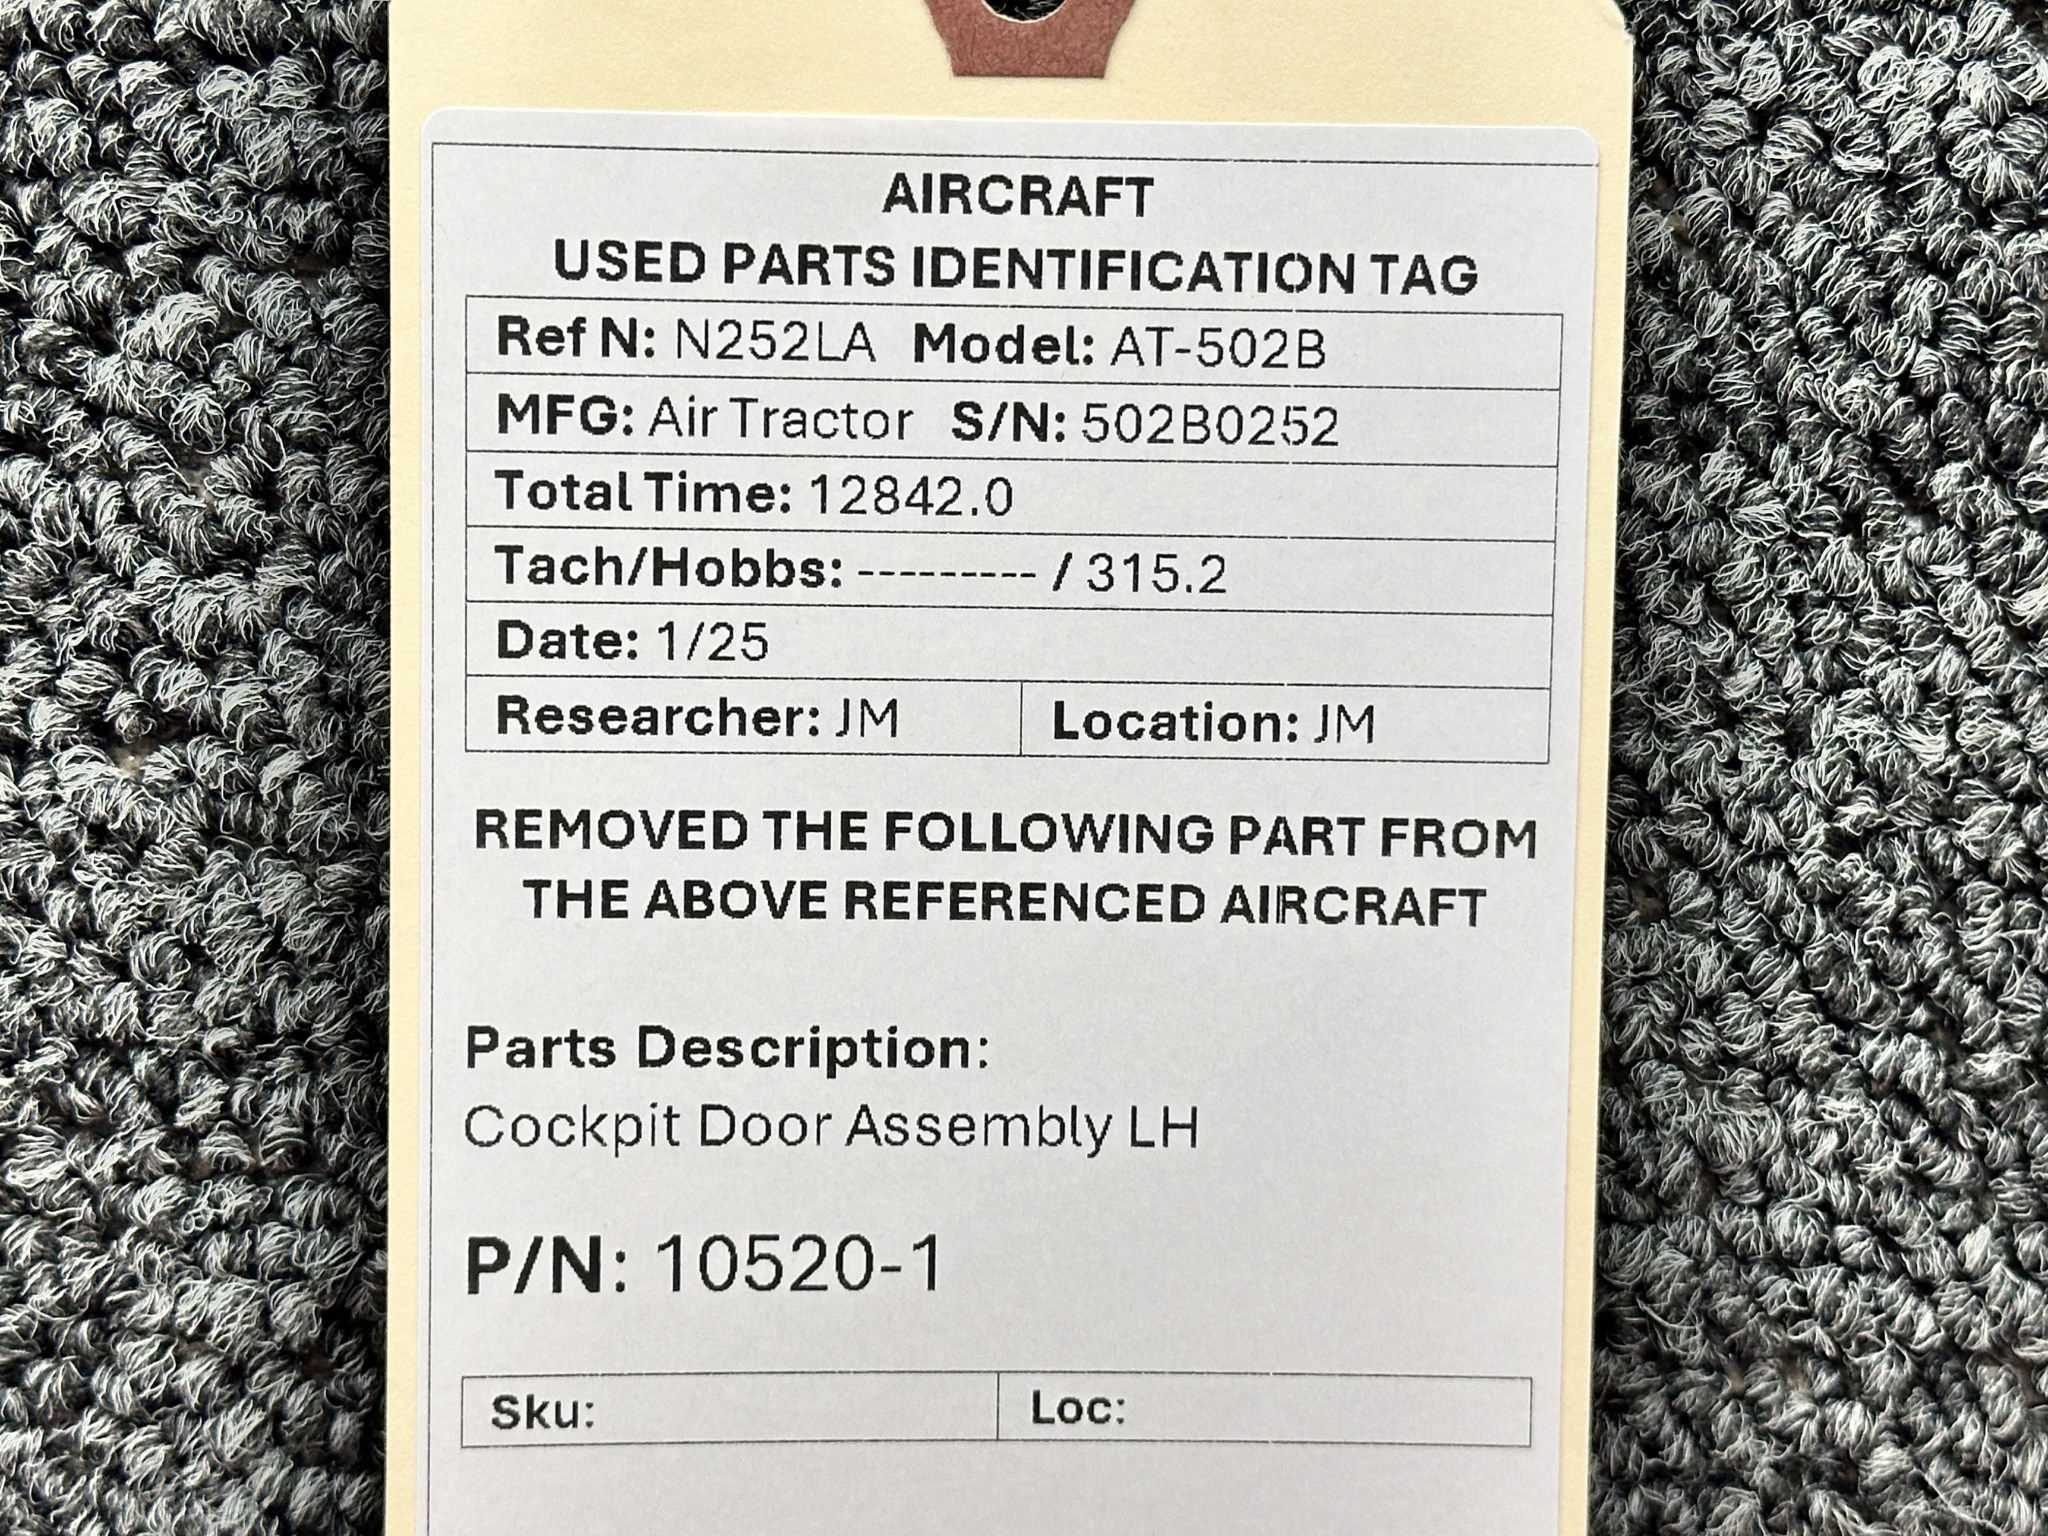 AIRCRAFT
USED PARTS IDENTIFICATION TAG
Ref N: N252LA Model: AT-502B
MFG: Air Tractor S/N: 502B0252
Total Time: 12842.0
Tach/Hobbs: --------- / 315.2
Date: 1/25
Researcher: JM Location: JM
REMOVED THE FOLLOWING PART FROM
THE ABOVE REFERENCED AIRCRAFT
Parts Description:
Cockpit Door Assembly LH
P/N: 10520-1
Sku: Loc: